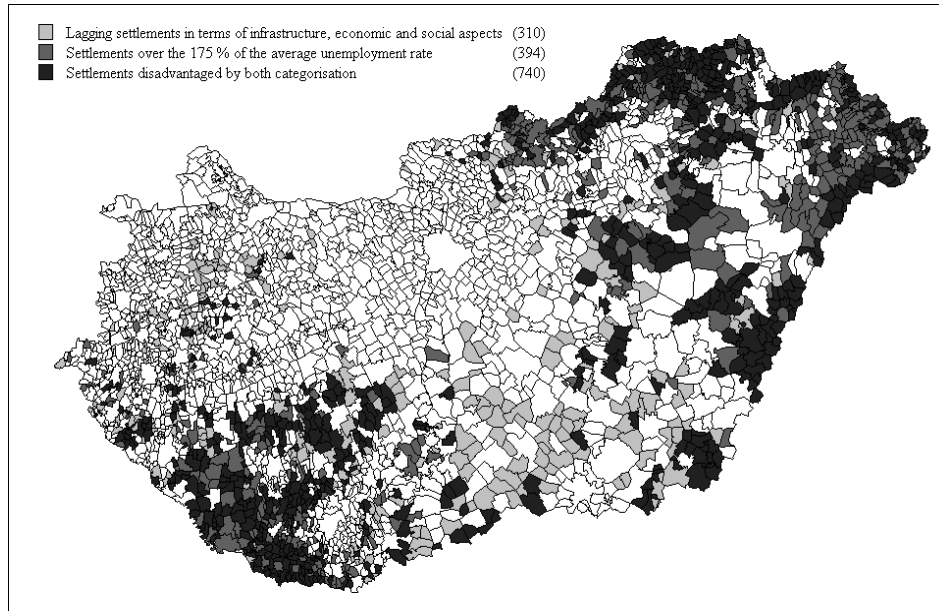 Lagging settlements in terms of infrastructure, economic and social aspects (310)
Settlements over the 175 % of the average unemployment rate (394)
Settlements disadvantaged by both categorisation (740)